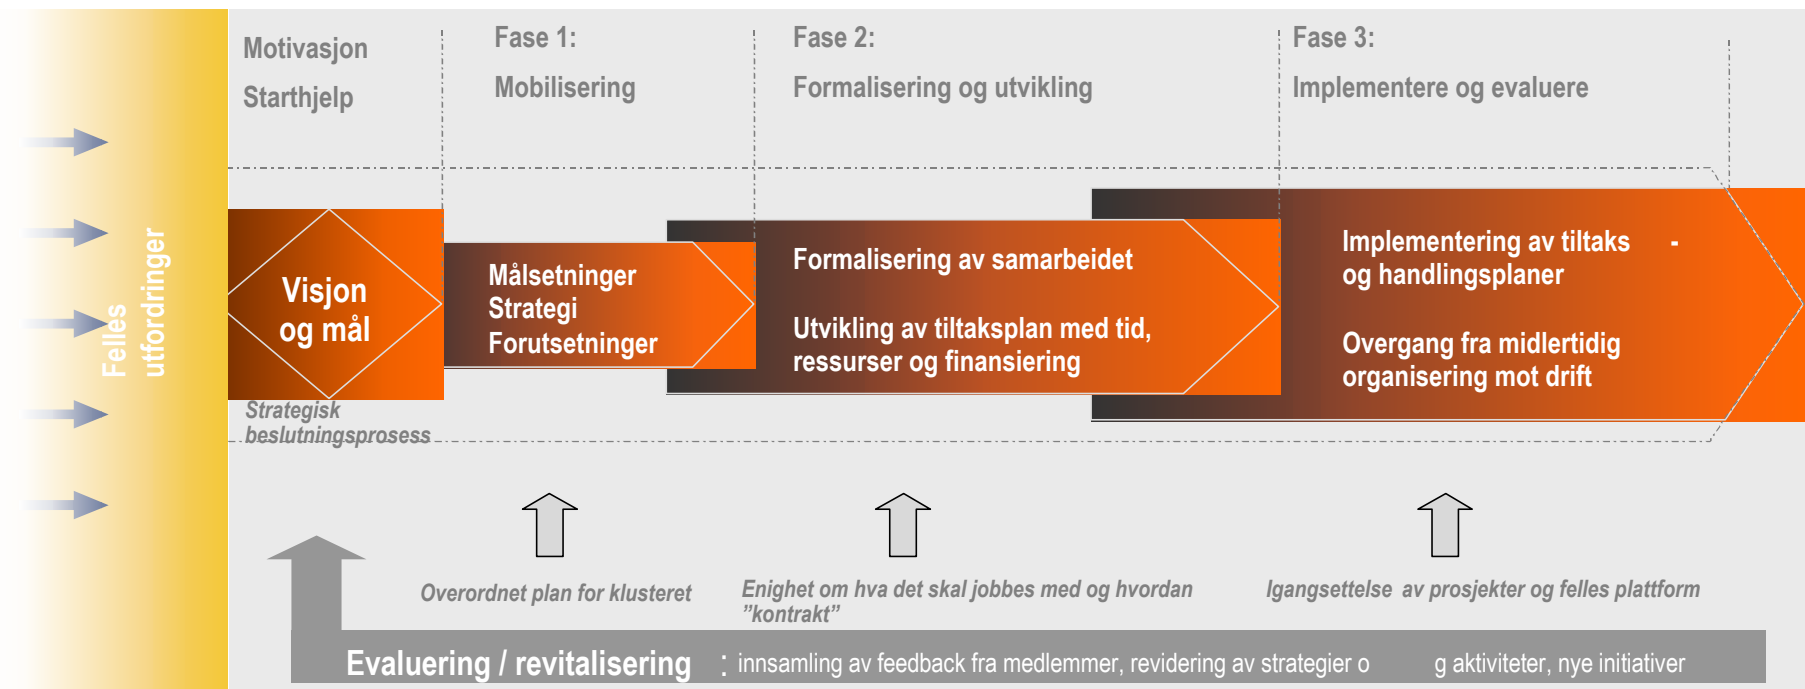 Motivasjon
Starthjelp
Fase 1:
Mobilisering
Fase 2:
Formalisering og utvikling
Fase 3:
Implementere og evaluere
Felles
utfordringer
Visjon
og mål
Målsetninger
Strategi
Forutsetninger
Formalisering av samarbeidet
Utvikling av tiltaksplan med tid,
ressurser og finansiering
Implementering av tiltaks -
og handlingsplaner
Overgang fra midlertidig
organisering mot drift
Strategisk
beslutningsprosess
Overordnet plan for klusteret
Enighet om hva det skal jobbes med og hvordan
”kontrakt”
Igangsettelse av prosjekter og felles plattform
Evaluering / revitalisering : innsamling av feedback fra medlemmer, revidering av strategier o g aktiviteter, nye initiativer